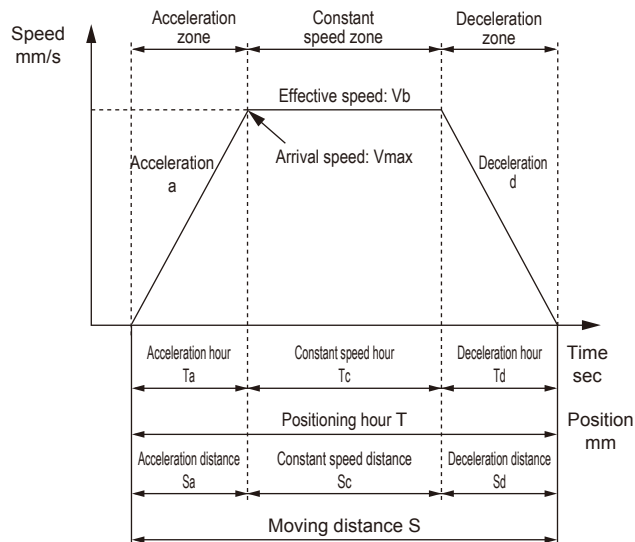 Speed
mm/s
Acceleration
zone
Constant
speed zone
Deceleration
zone
Effective speed: Vb
Arrival speed: Vmax
Acceleration
a
Deceleration
d
Acceleration hour
Ta
Constant speed hour
Tc
Deceleration hour
Td
Time
sec
Positioning hour T
Position
mm
Acceleration distance
Sa
Constant speed distance
Sc
Deceleration distance
Sd
Moving distance S